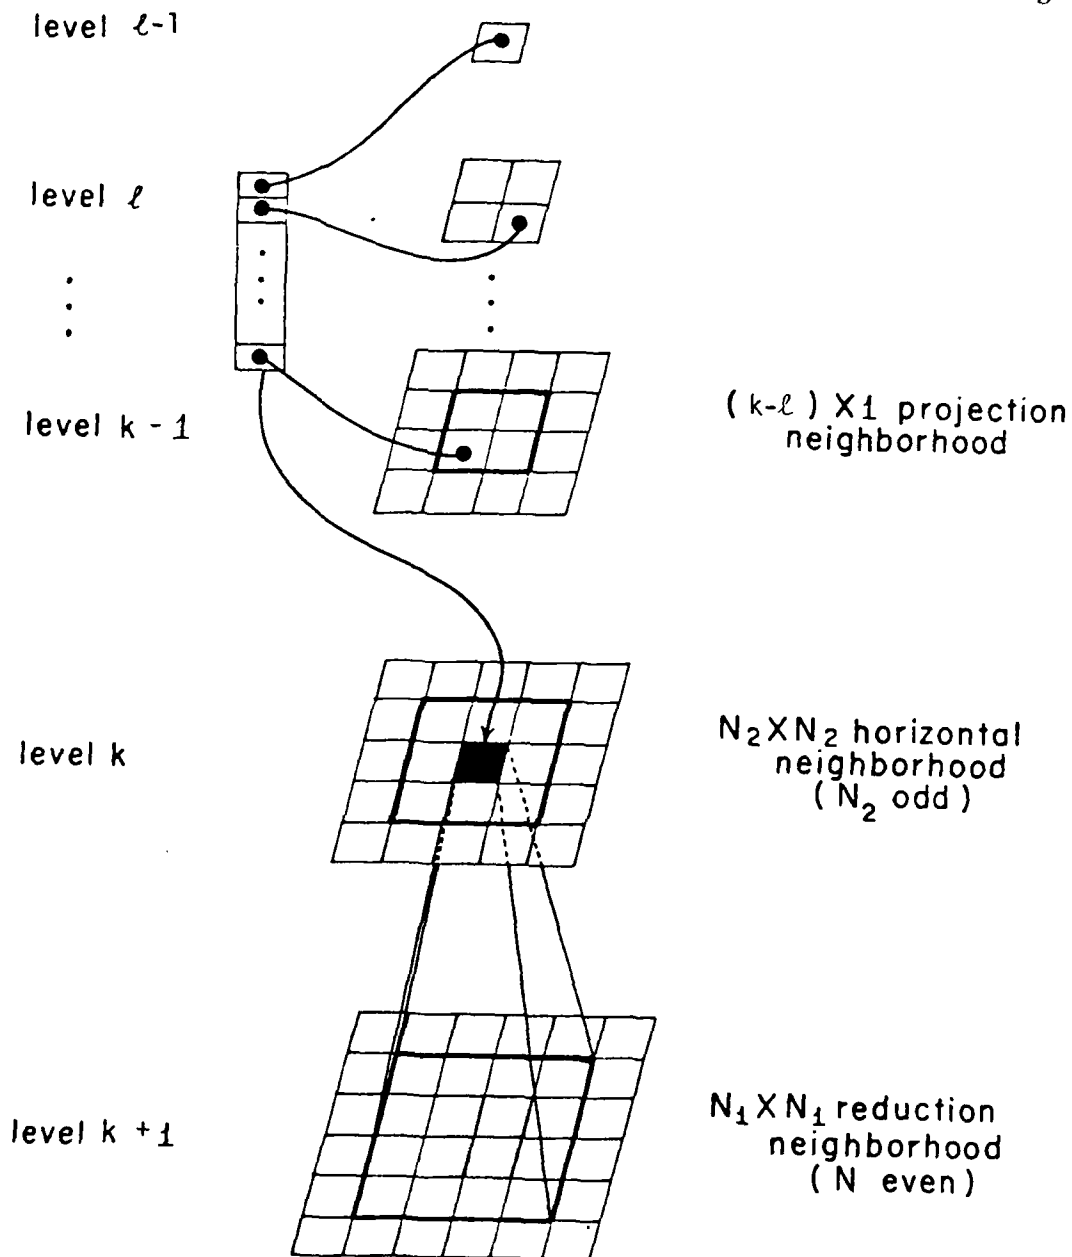 level ℓ-1
level ℓ
level k-1
(k-ℓ) X1 projection
neighborhood
level k
N₂XN₂ horizontal
neighborhood
(N₂ odd)
level k+1
N₁XN₁ reduction
neighborhood
(N even)